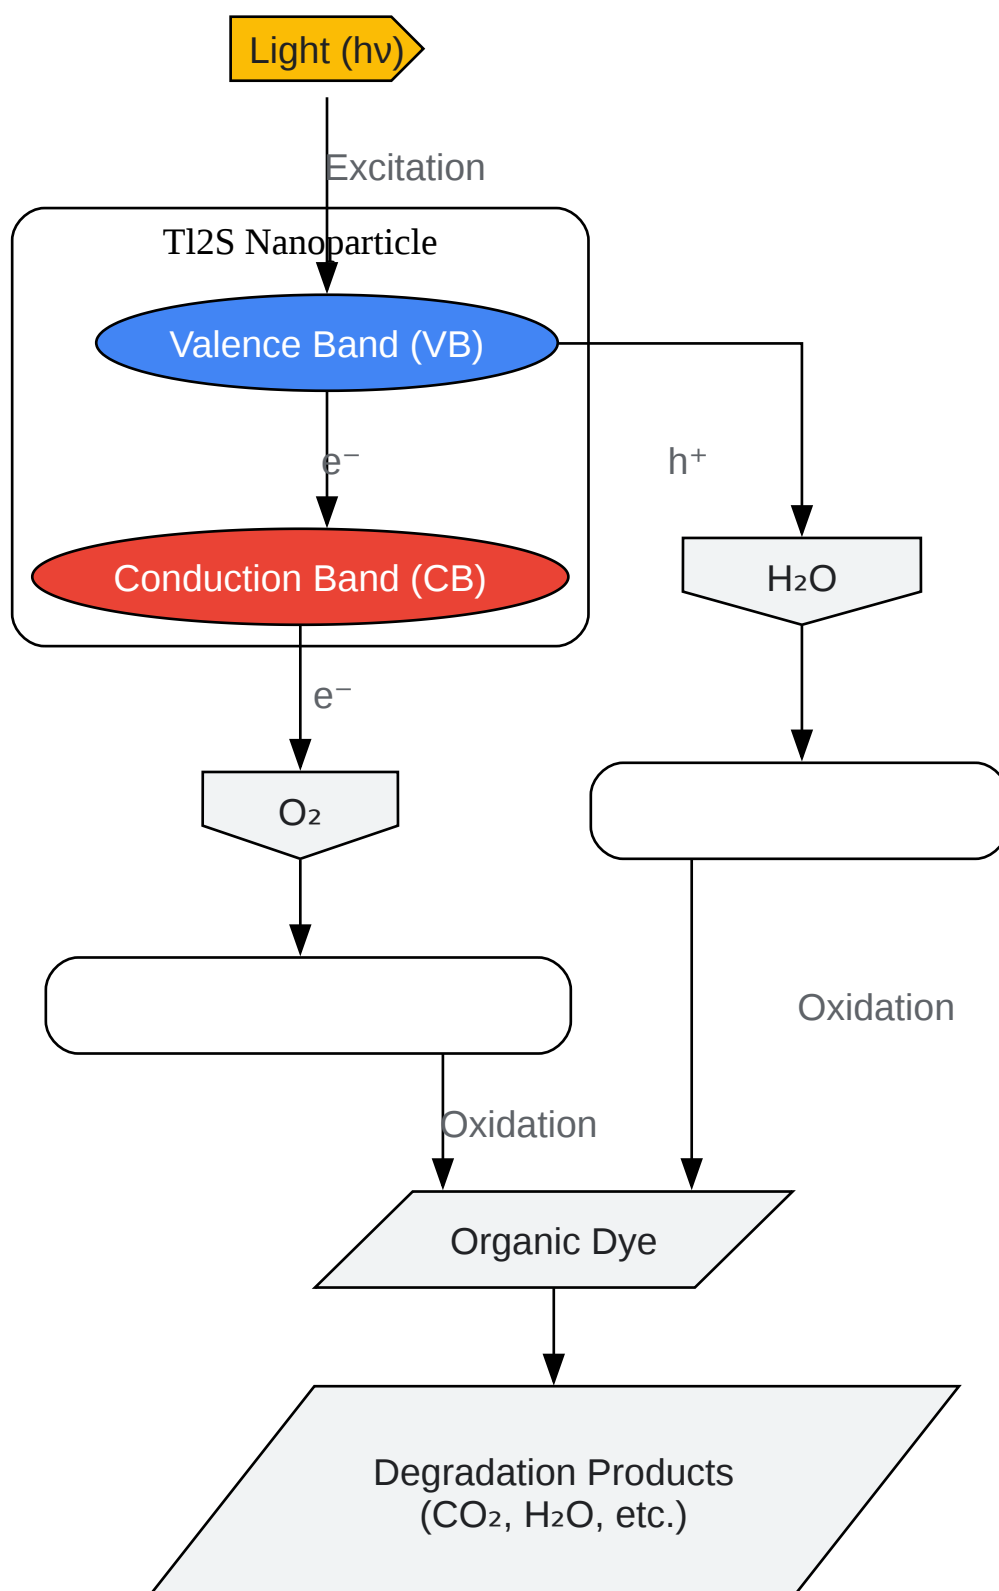 Light (hν)
Excitation
Tl2S Nanoparticle
Valence Band (VB)
e⁻
h⁺
Conduction Band (CB)
H₂O
e⁻
O₂
Oxidation
Oxidation
Organic Dye
Degradation Products
(CO₂, H₂O, etc.)